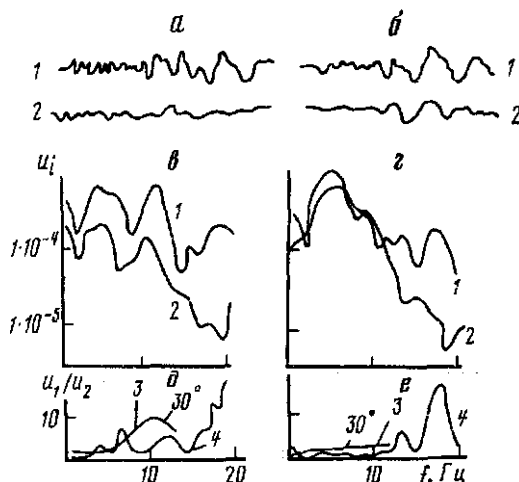 а б
1 1
2 2
u_i в г
1·10⁻⁴ 1 1
1·10⁻⁵ 2 2
u₁/u₂ 3 д 30° е
10 4 30° 3 4
10 20 10 f, Гц